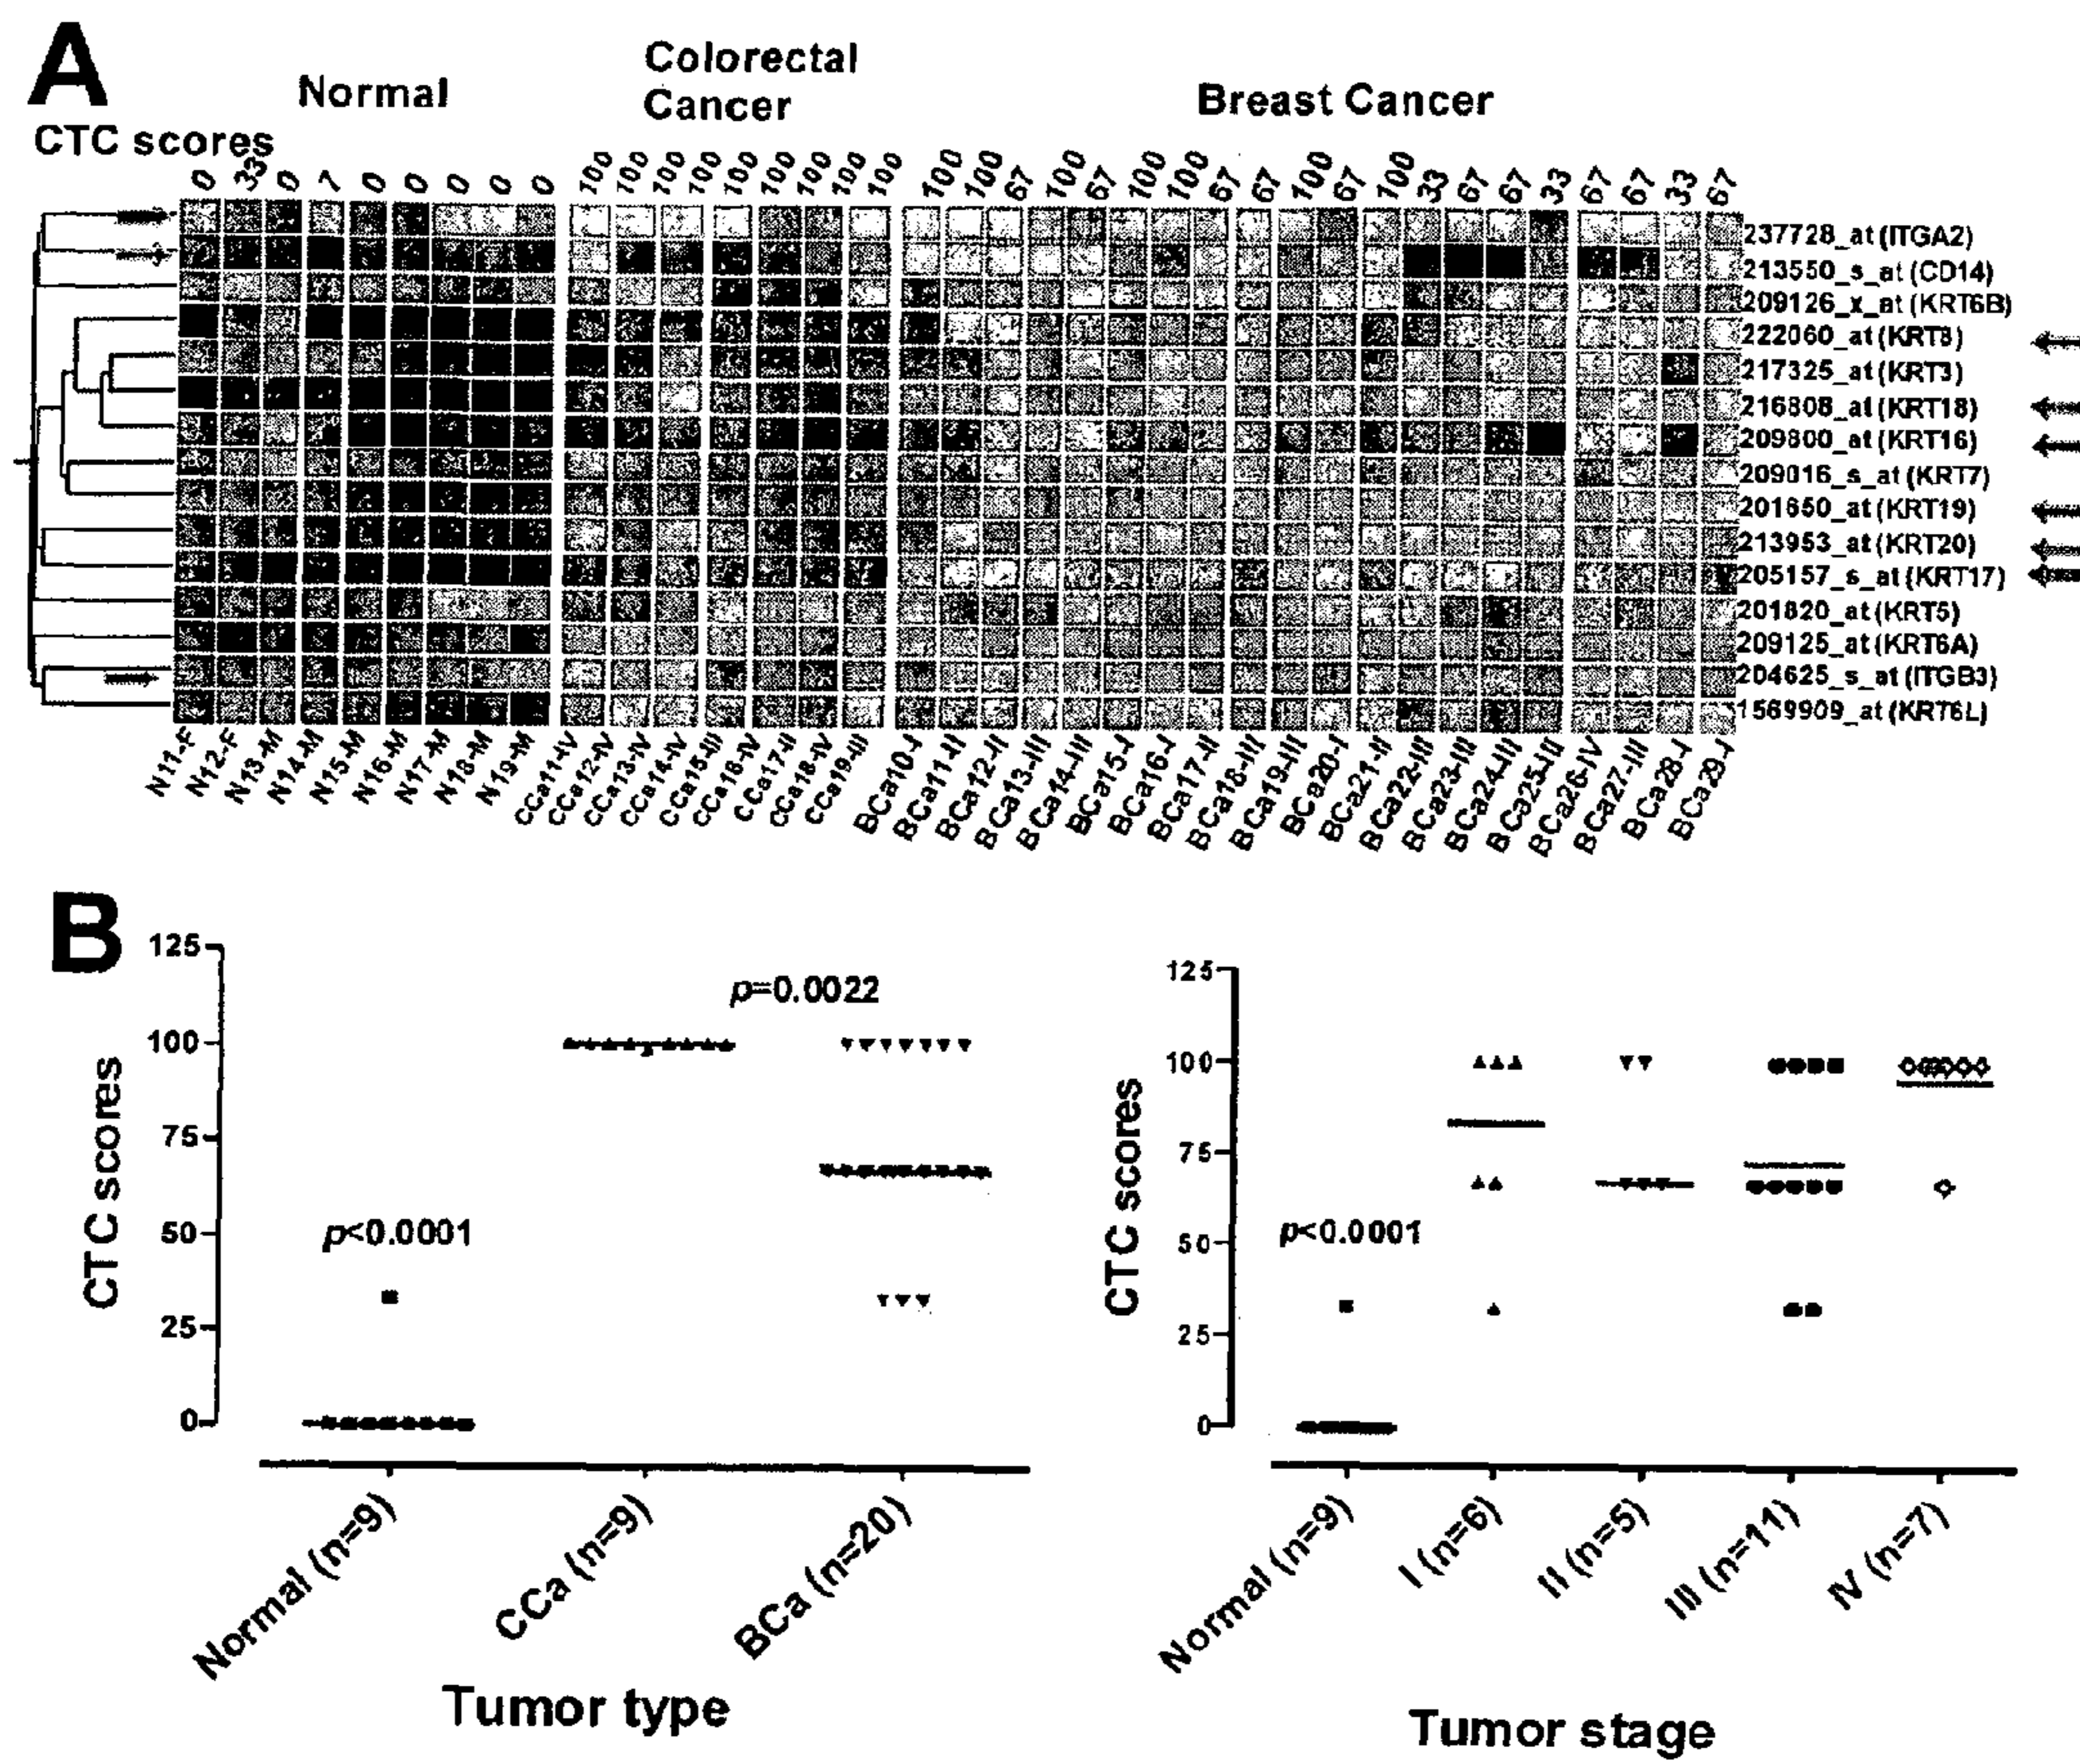 A
Normal
Colorectal
Cancer
Breast Cancer
CTC scores
0 33 0 7 0 0 0 0 0 100 100 100 100 100 100 100 100 100 100 100 67 100 67 100 100 67 67 100 67 100 33 67 67 33 67 67 33 67
237728_at (ITGA2)
213550_s_at (CD14)
209126_x_at (KRT6B)
222060_at (KRT8)
217325_at (KRT3)
216808_at (KRT18)
209800_at (KRT16)
209016_s_at (KRT7)
201650_at (KRT19)
213953_at (KRT20)
205157_s_at (KRT17)
201820_at (KRT5)
209125_at (KRT6A)
204625_s_at (ITGB3)
1569909_at (KRT6L)
N11-F N12-F N13-M N14-M N15-M N16-M N17-M N18-M N19-M CCa11-IV CCa12-IV CCa13-IV CCa14-IV CCa15-III CCa16-IV CCa17-II CCa18-IV CCa19-III BCa10-I BCa11-II BCa12-II BCa13-III BCa14-III BCa15-I BCa16-I BCa17-II BCa18-III BCa19-III BCa20-I BCa21-II BCa22-III BCa23-III BCa24-III BCa25-III BCa26-IV BCa27-III BCa28-I BCa29-I
B
125
100
75
50
25
0
CTC scores
p<0.0001
p=0.0022
Normal (n=9)
CCa (n=9)
BCa (n=20)
Tumor type
125
100
75
50
25
0
CTC scores
p<0.0001
Normal (n=9)
I (n=6)
II (n=5)
III (n=11)
IV (n=7)
Tumor stage